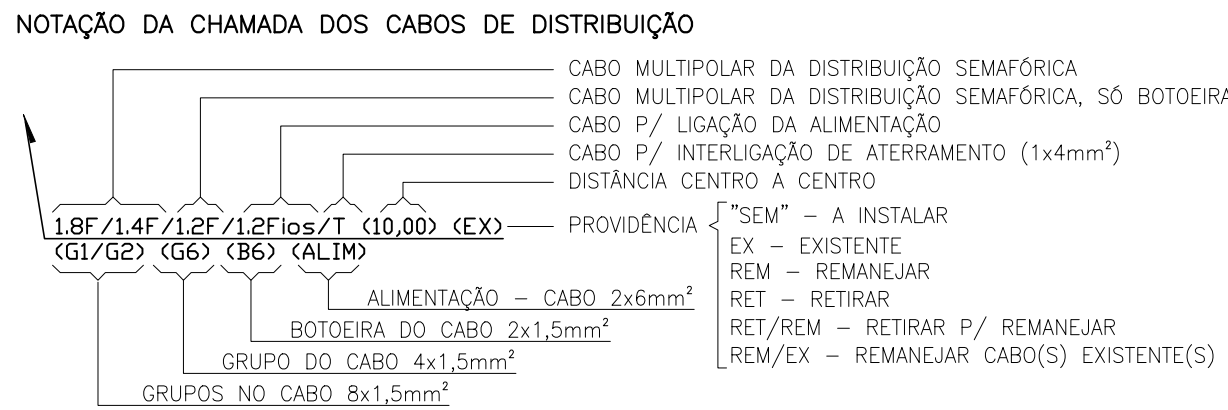 NOTAÇÃO DA CHAMADA DOS CABOS DE DISTRIBUIÇÃO
CABO MULTIPOLAR DA DISTRIBUIÇÃO SEMAFÓRICA
CABO MULTIPOLAR DA DISTRIBUIÇÃO SEMAFÓRICA, SÓ BOTOEIRA
CABO P/ LIGAÇÃO DA ALIMENTAÇÃO
CABO P/ INTERLIGAÇÃO DE ATERRAMENTO (1x4mm²)
DISTÂNCIA CENTRO A CENTRO
1.8F/1.4F/1.2F/1.2Fios/T (10,00) (EX)
PROVIDÊNCIA
"SEM" – A INSTALAR
EX – EXISTENTE
REM – REMANEJAR
RET – RETIRAR
RET/REM – RETIRAR P/ REMANEJAR
REM/EX – REMANEJAR CABO(S) EXISTENTE(S)
(G1/G2) (G6) (B6) (ALIM)
ALIMENTAÇÃO – CABO 2x6mm²
BOTOEIRA DO CABO 2x1,5mm²
GRUPO DO CABO 4x1,5mm²
GRUPOS NO CABO 8x1,5mm²